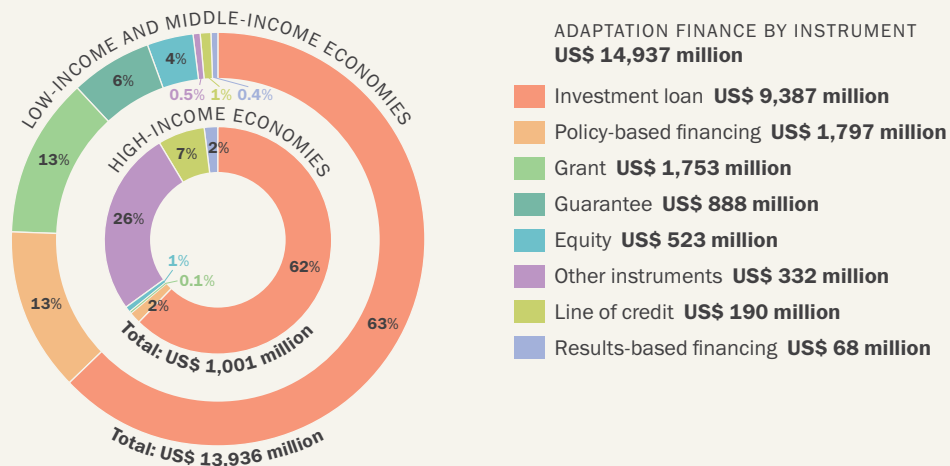 LOW-INCOME AND MIDDLE-INCOME ECONOMIES
63%
13%
13%
6%
4%
0.5% 1% 0.4%
Total: US$ 13,936 million
HIGH-INCOME ECONOMIES
62%
2%
0.1%
1%
26%
7%
2%
Total: US$ 1,001 million
ADAPTATION FINANCE BY INSTRUMENT
US$ 14,937 million
Investment loan US$ 9,387 million
Policy-based financing US$ 1,797 million
Grant US$ 1,753 million
Guarantee US$ 888 million
Equity US$ 523 million
Other instruments US$ 332 million
Line of credit US$ 190 million
Results-based financing US$ 68 million